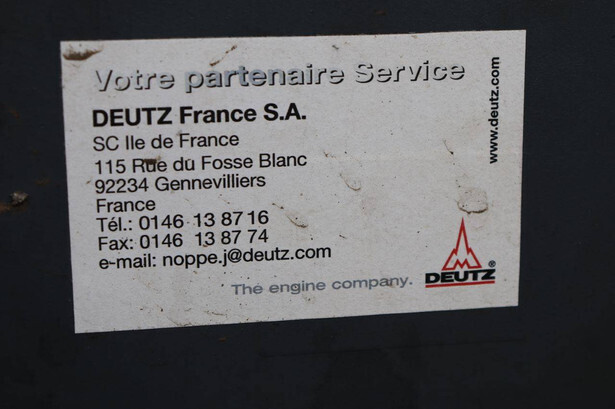 Votre partenaire Service
DEUTZ France S.A.
SC Ile de France
115 Rue du Fosse Blanc
92234 Gennevilliers
France
Tél.: 0146 13 87 16
Fax: 0146 13 87 74
e-mail: noppe.j@deutz.com
The engine company.
DEUTZ®
www.deutz.com